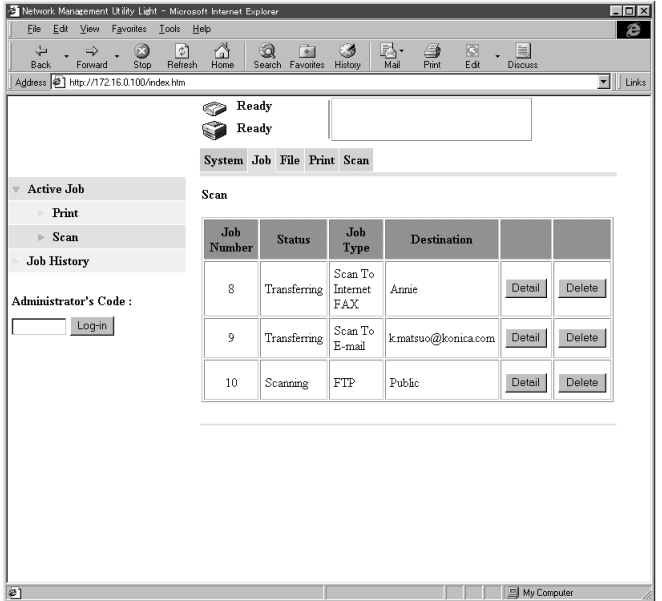 Network Management Utility Light - Microsoft Internet Explorer
File Edit View Favorites Tools Help
Back Forward Stop Refresh Home Search Favorites History Mail Print Edit Discuss
Address http://172.16.0.100/index.htm Links
Ready
Ready
System Job File Print Scan
Active Job
Print
Scan
Job History
Administrator's Code :
Log-in
Scan
Job Number Status Job Type Destination
8 Transferring Scan To Internet FAX Annie Detail Delete
9 Transferring Scan To E-mail k.matsuo@konica.com Detail Delete
10 Scanning FTP Public Detail Delete
My Computer